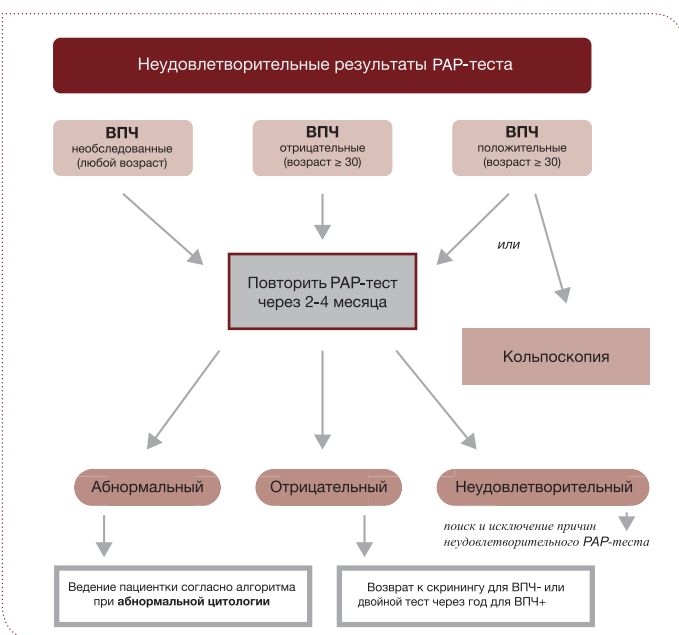 Неудовлетворительные результаты PAP-теста
ВПЧ
необследованные
(любой возраст)
ВПЧ
отрицательные
(возраст ≥ 30)
ВПЧ
положительные
(возраст ≥ 30)
или
Повторить PAP-тест
через 2-4 месяца
Кольпоскопия
Абнормальный
Отрицательный
Неудовлетворительный
поиск и исключение причин
неудовлетворительного PAP-теста
Ведение пациентки согласно алгоритма
при абнормальной цитологии
Возврат к скринингу для ВПЧ- или
двойной тест через год для ВПЧ+